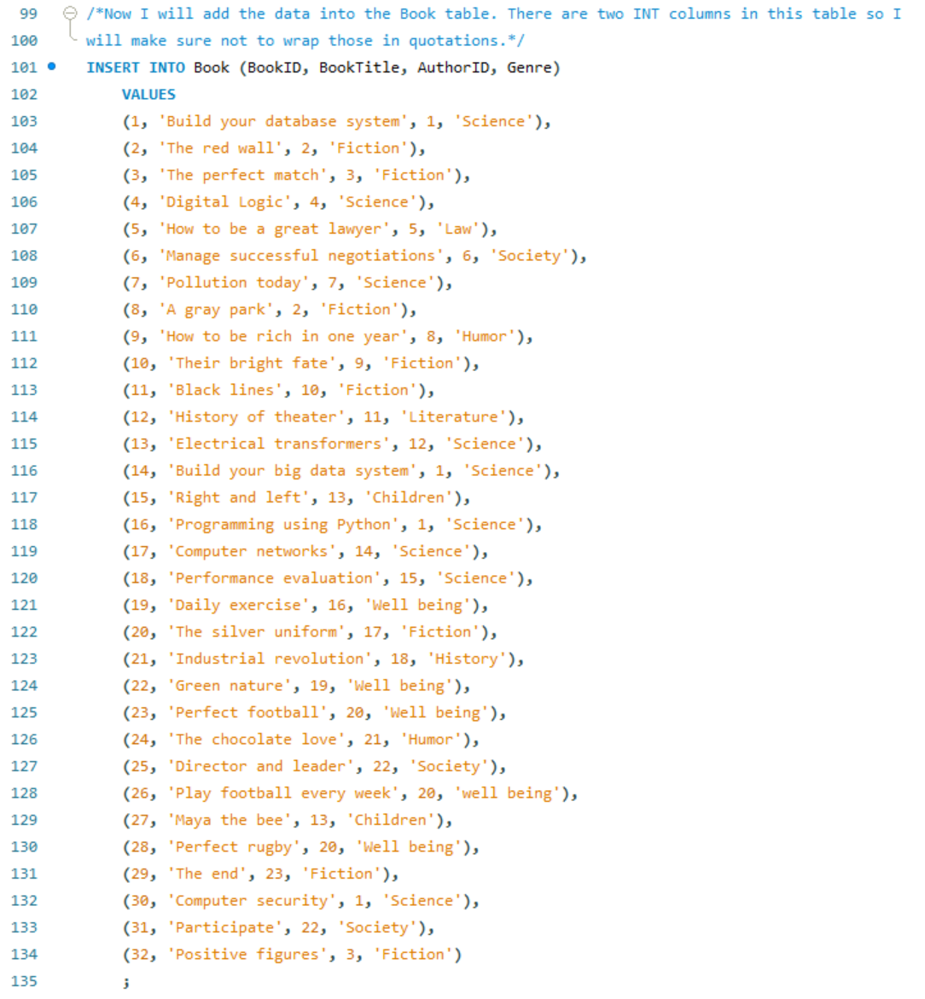 99 /*Now I will add the data into the Book table. There are two INT columns in this table so I
100 will make sure not to wrap those in quotations.*/
101 INSERT INTO Book (BookID, BookTitle, AuthorID, Genre)
102 VALUES
103 (1, 'Build your database system', 1, 'Science'),
104 (2, 'The red wall', 2, 'Fiction'),
105 (3, 'The perfect match', 3, 'Fiction'),
106 (4, 'Digital Logic', 4, 'Science'),
107 (5, 'How to be a great lawyer', 5, 'Law'),
108 (6, 'Manage successful negotiations', 6, 'Society'),
109 (7, 'Pollution today', 7, 'Science'),
110 (8, 'A gray park', 2, 'Fiction'),
111 (9, 'How to be rich in one year', 8, 'Humor'),
112 (10, 'Their bright fate', 9, 'Fiction'),
113 (11, 'Black lines', 10, 'Fiction'),
114 (12, 'History of theater', 11, 'Literature'),
115 (13, 'Electrical transformers', 12, 'Science'),
116 (14, 'Build your big data system', 1, 'Science'),
117 (15, 'Right and left', 13, 'Children'),
118 (16, 'Programming using Python', 1, 'Science'),
119 (17, 'Computer networks', 14, 'Science'),
120 (18, 'Performance evaluation', 15, 'Science'),
121 (19, 'Daily exercise', 16, 'Well being'),
122 (20, 'The silver uniform', 17, 'Fiction'),
123 (21, 'Industrial revolution', 18, 'History'),
124 (22, 'Green nature', 19, 'Well being'),
125 (23, 'Perfect football', 20, 'Well being'),
126 (24, 'The chocolate love', 21, 'Humor'),
127 (25, 'Director and leader', 22, 'Society'),
128 (26, 'Play football every week', 20, 'well being'),
129 (27, 'Maya the bee', 13, 'Children'),
130 (28, 'Perfect rugby', 20, 'Well being'),
131 (29, 'The end', 23, 'Fiction'),
132 (30, 'Computer security', 1, 'Science'),
133 (31, 'Participate', 22, 'Society'),
134 (32, 'Positive figures', 3, 'Fiction')
135 ;